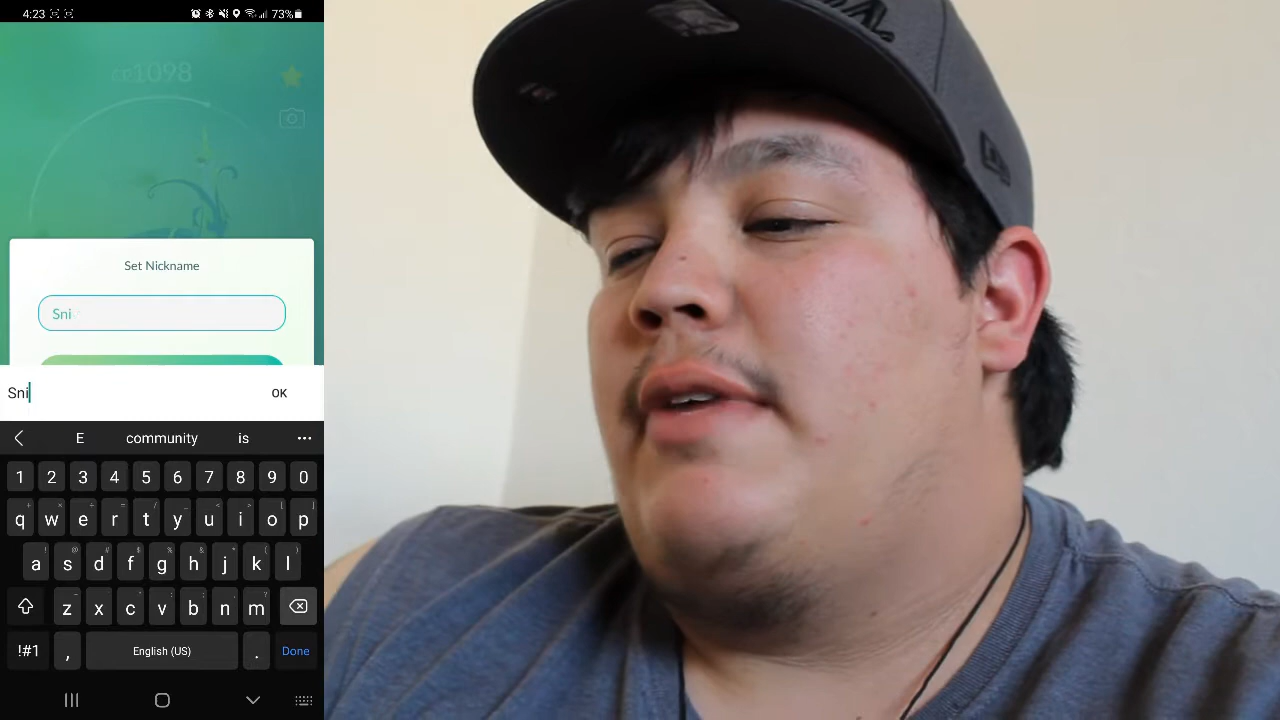 4:23
73%
CP1098
Set Nickname
Sni
Sni
OK
E community is
1 2 3 4 5 6 7 8 9 0
q w e r t y u i o p
a s d f g h j k l
z x c v b n m
!#1 , English (US) . Done